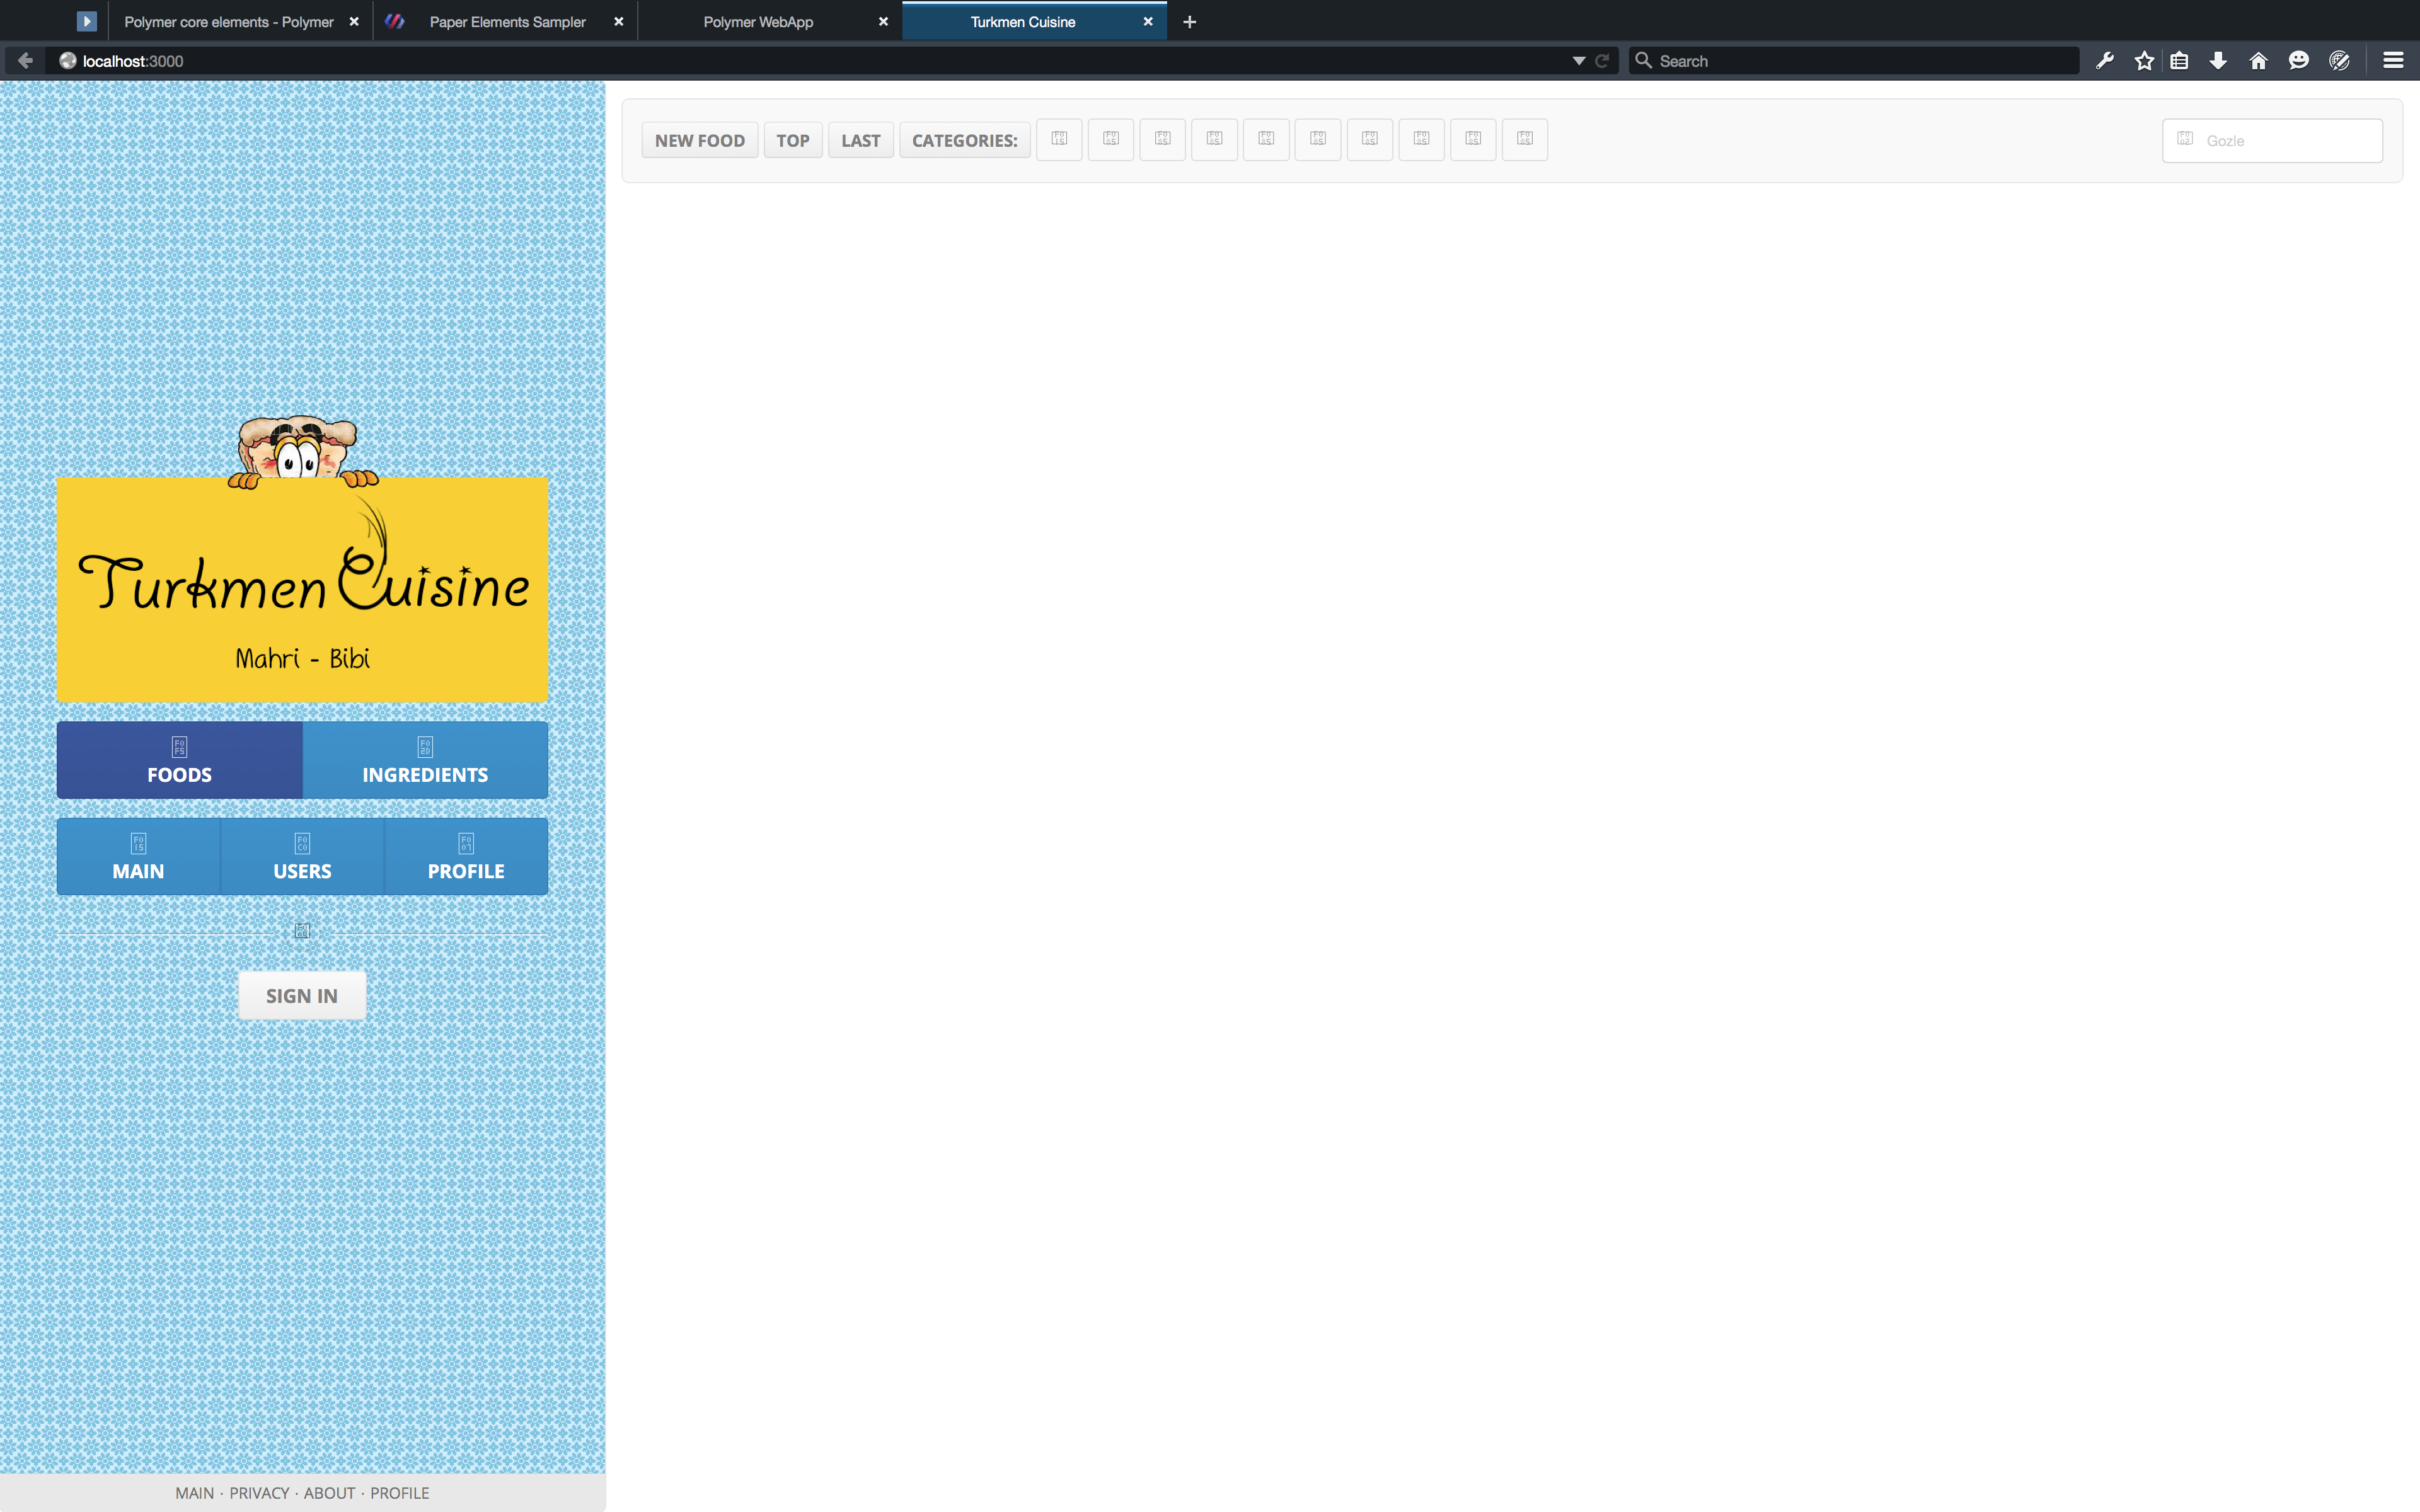 Polymer core elements - Polymer
Paper Elements Sampler
Polymer WebApp
Turkmen Cuisine
localhost:3000
Search
NEW FOOD
TOP
LAST
CATEGORIES:
Gozle
Turkmen Cuisine
Mahri - Bibi
FOODS
INGREDIENTS
MAIN
USERS
PROFILE
SIGN IN
MAIN · PRIVACY · ABOUT · PROFILE